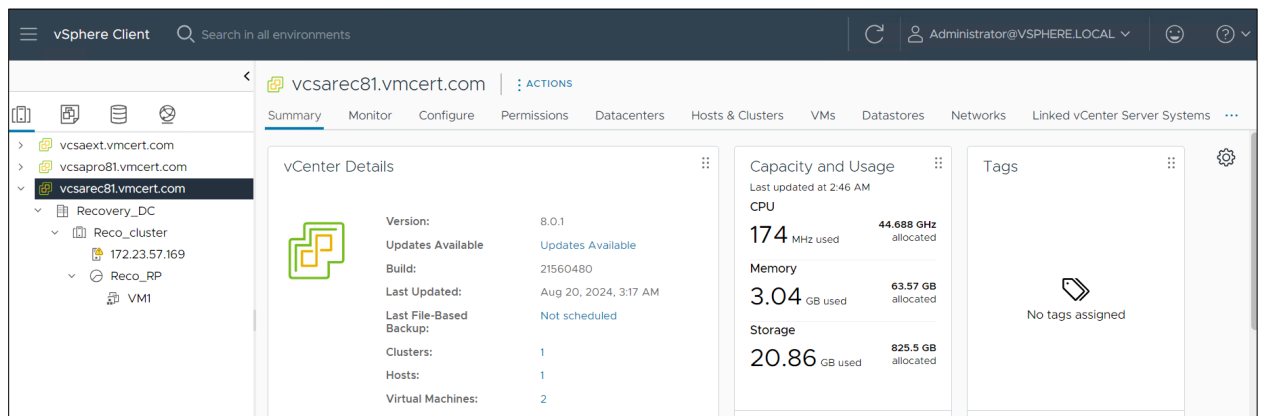 vSphere Client
Search in all environments
Administrator@VSPHERE.LOCAL
vcsaext.vmcert.com
vcsapro81.vmcert.com
vcsarec81.vmcert.com
Recovery_DC
Reco_cluster
172.23.57.169
Reco_RP
VM1
vcsarec81.vmcert.com
ACTIONS
Summary Monitor Configure Permissions Datacenters Hosts & Clusters VMs Datastores Networks Linked vCenter Server Systems ...
vCenter Details
Version: 8.0.1
Updates Available Updates Available
Build: 21560480
Last Updated: Aug 20, 2024, 3:17 AM
Last File-Based Not scheduled
Backup:
Clusters: 1
Hosts: 1
Virtual Machines: 2
Capacity and Usage
Last updated at 2:46 AM
CPU
174 MHz used 44.688 GHz
allocated
Memory
3.04 GB used 63.57 GB
allocated
Storage
20.86 GB used 825.5 GB
allocated
Tags
No tags assigned